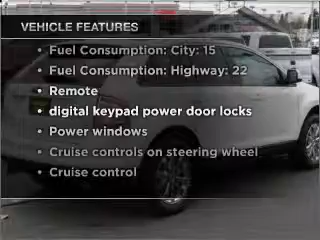 VEHICLE FEATURES
• Fuel Consumption: City: 15
• Fuel Consumption: Highway: 22
• Remote
• digital keypad power door locks
• Power windows
• Cruise controls on steering wheel
• Cruise control